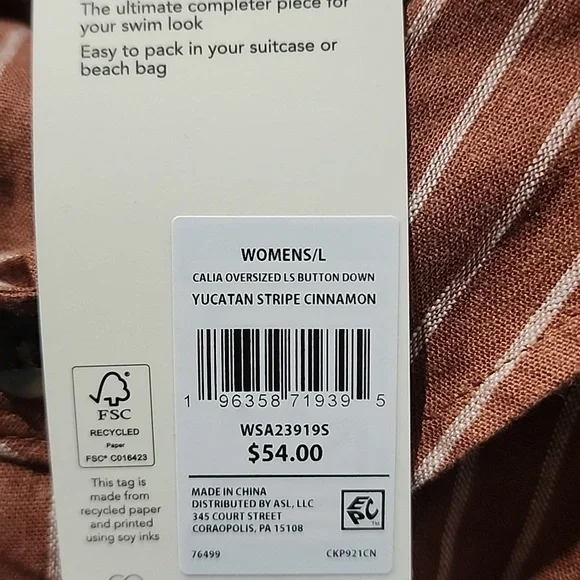 The ultimate completer piece for
your swim look
Easy to pack in your suitcase or
beach bag
WOMENS/L
CALIA OVERSIZED LS BUTTON DOWN
YUCATAN STRIPE CINNAMON
1 96358 71939 5
WSA23919S
$54.00
MADE IN CHINA
DISTRIBUTED BY ASL, LLC
345 COURT STREET
CORAOPOLIS, PA 15108
EPC™
76499 CKP921CN
FSC
RECYCLED
Paper
FSC® C016423
This tag is
made from
recycled paper
and printed
using soy inks